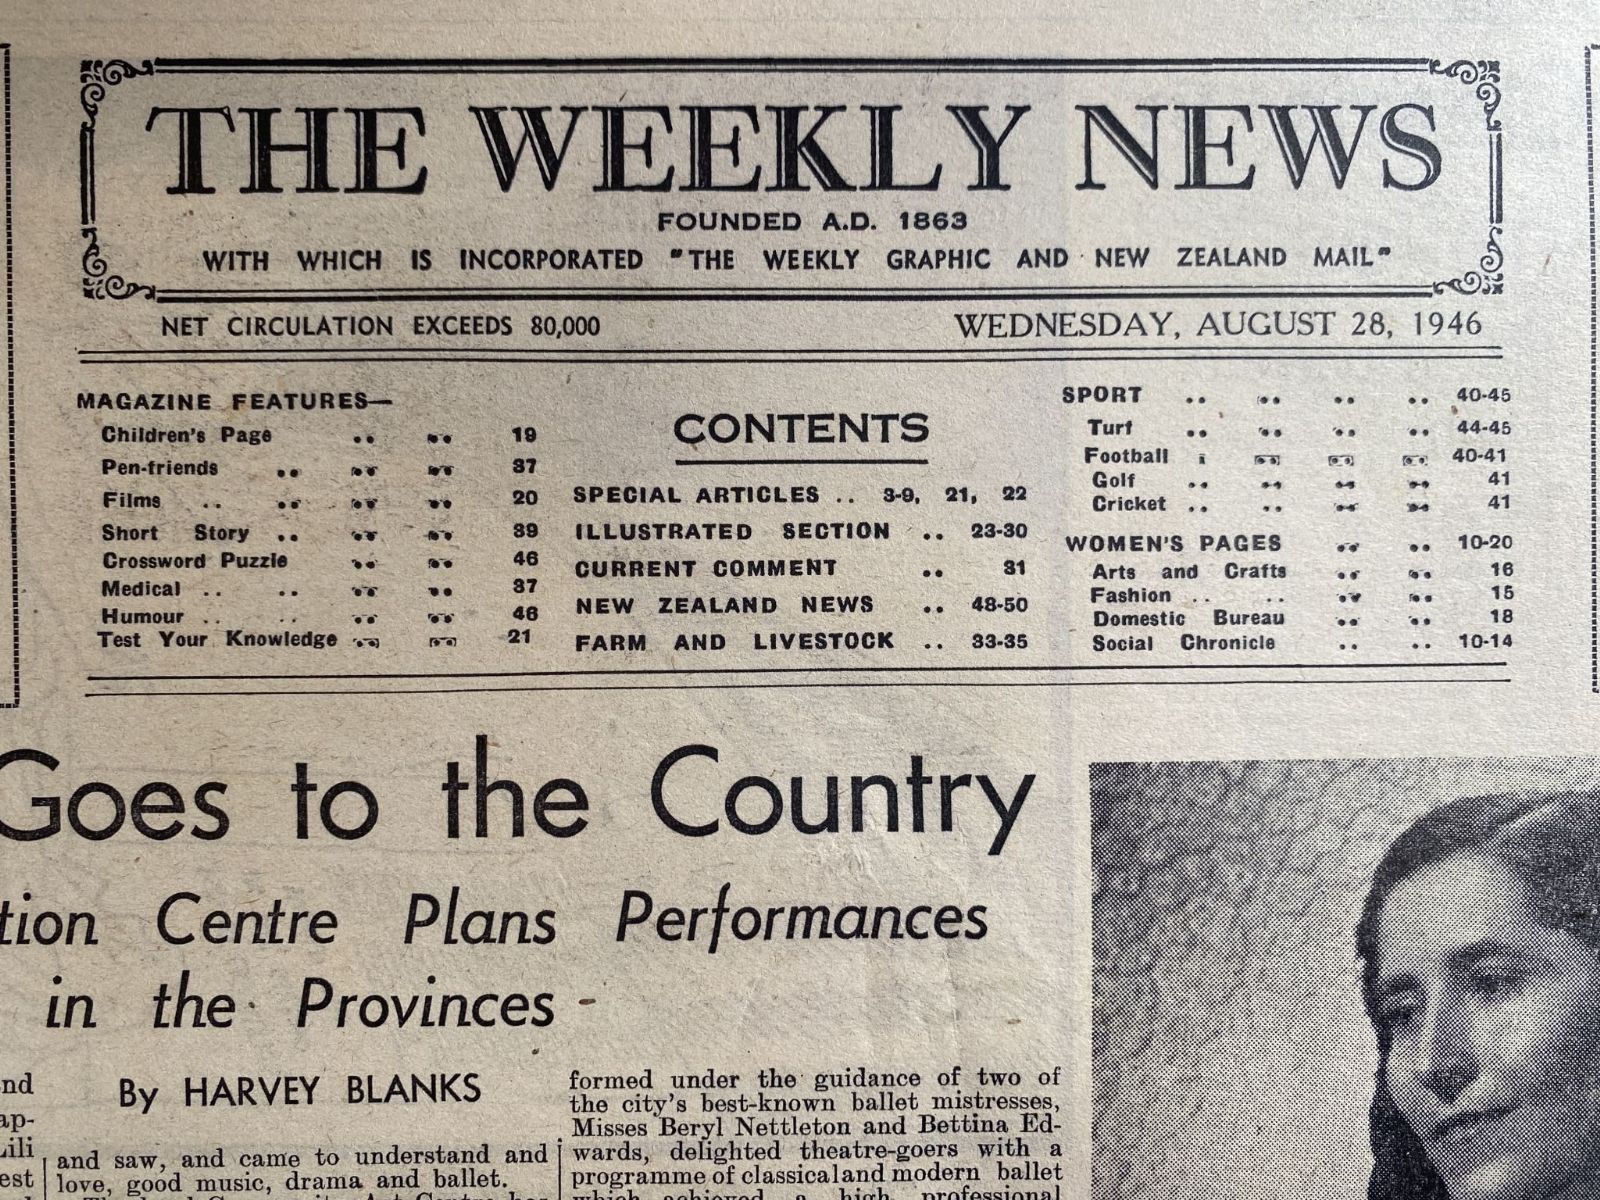 THE WEEKLY NEWS
FOUNDED A.D. 1863
WITH WHICH IS INCORPORATED "THE WEEKLY GRAPHIC AND NEW ZEALAND MAIL"
NET CIRCULATION EXCEEDS 80,000
WEDNESDAY, AUGUST 28, 1946
MAGAZINE FEATURES—
Children's Page .. .. 19
Pen-friends .. .. .. 37
Films .. .. .. .. 20
Short Story .. .. .. 39
Crossword Puzzle .. .. 46
Medical .. .. .. .. 37
Humour .. .. .. .. 46
Test Your Knowledge .. .. 21
CONTENTS
SPECIAL ARTICLES .. 3-9, 21, 22
ILLUSTRATED SECTION .. 23-30
CURRENT COMMENT .. 31
NEW ZEALAND NEWS .. 48-50
FARM AND LIVESTOCK .. 33-35
SPORT .. .. .. .. 40-45
Turf .. .. .. .. 44-45
Football .. .. .. 40-41
Golf .. .. .. .. 41
Cricket .. .. .. .. 41
WOMEN'S PAGES .. .. 10-20
Arts and Crafts .. .. 16
Fashion .. .. .. .. 15
Domestic Bureau .. .. 18
Social Chronicle .. .. 10-14
Goes to the Country
tion Centre Plans Performances
in the Provinces
nd
ap-
Lili
est
By HARVEY BLANKS
and saw, and came to understand and
love, good music, drama and ballet.
formed under the guidance of two of
the city's best-known ballet mistresses,
Misses Beryl Nettleton and Bettina Ed-
wards, delighted theatre-goers with a
programme of classical and modern ballet
which achieved a high professional